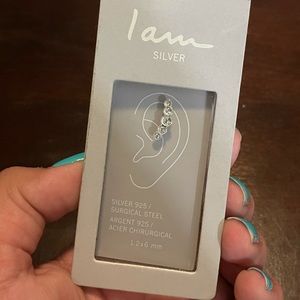 I am
SILVER
SILVER 925 /
SURGICAL STEEL
ARGENT 925 /
ACIER CHIRURGICAL
1,2 x 6 mm